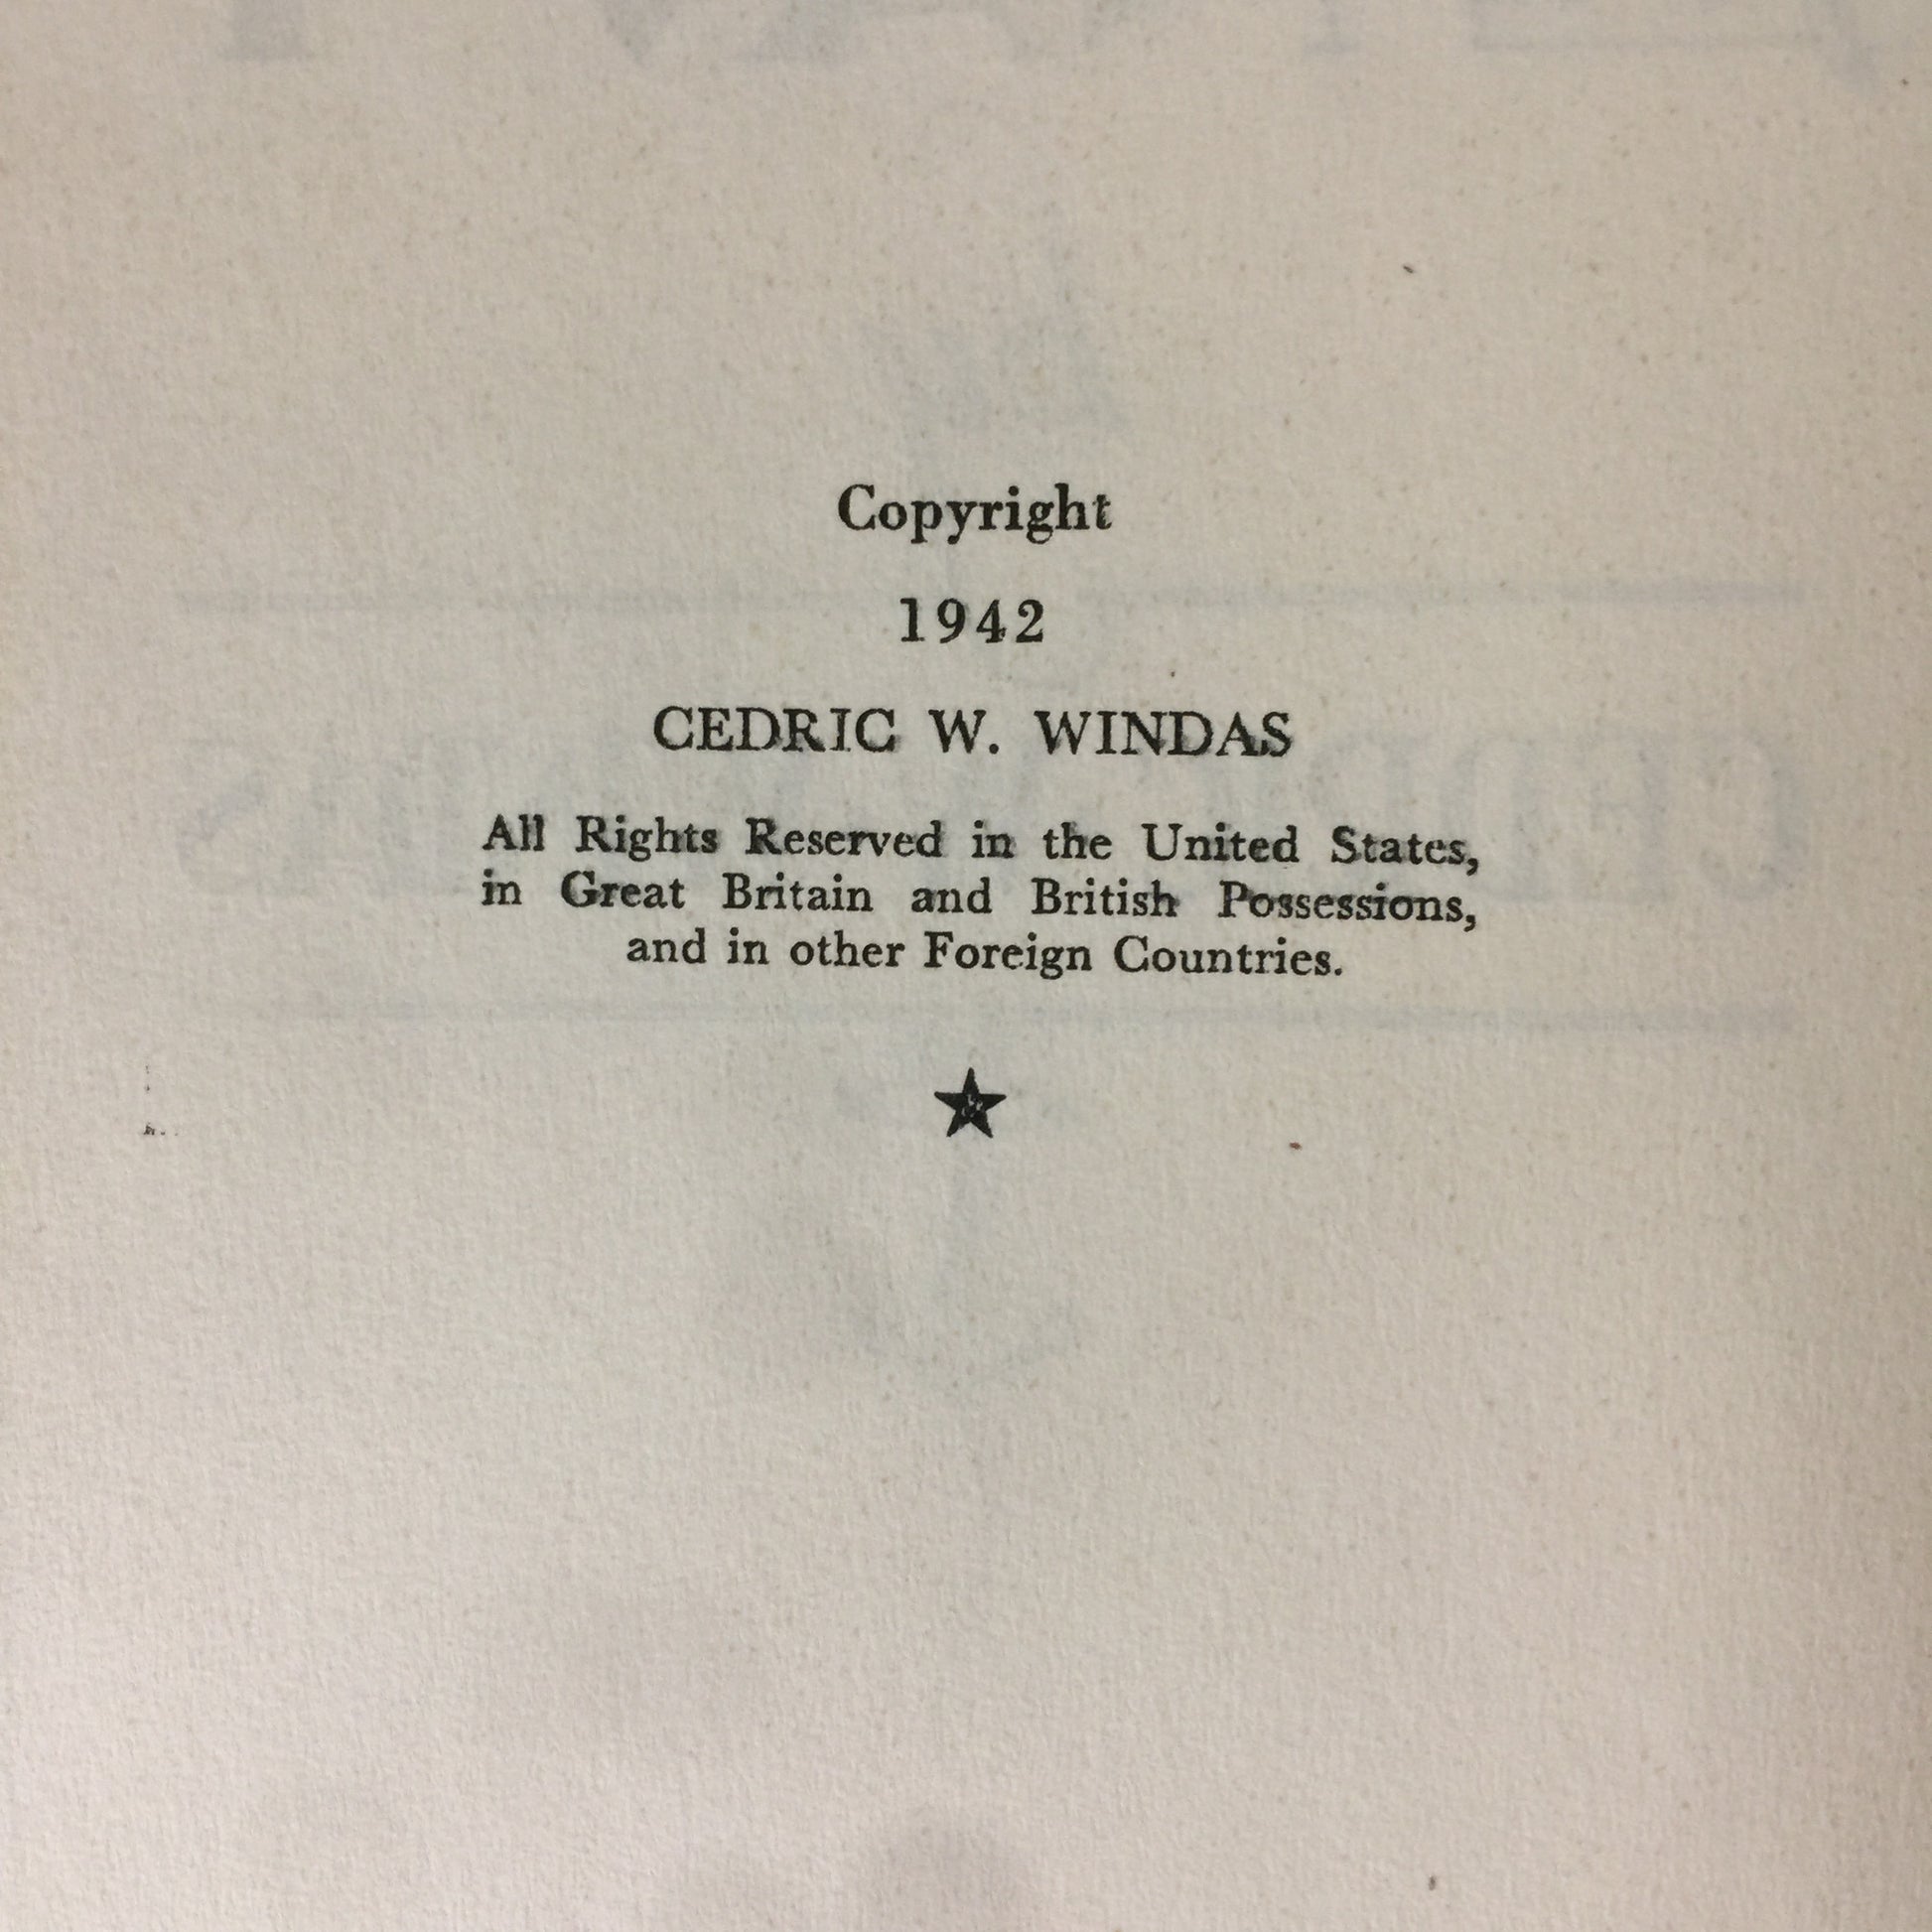 Copyright
1942
CEDRIC W. WINDAS
All Rights Reserved in the United States,
in Great Britain and British Possessions,
and in other Foreign Countries.